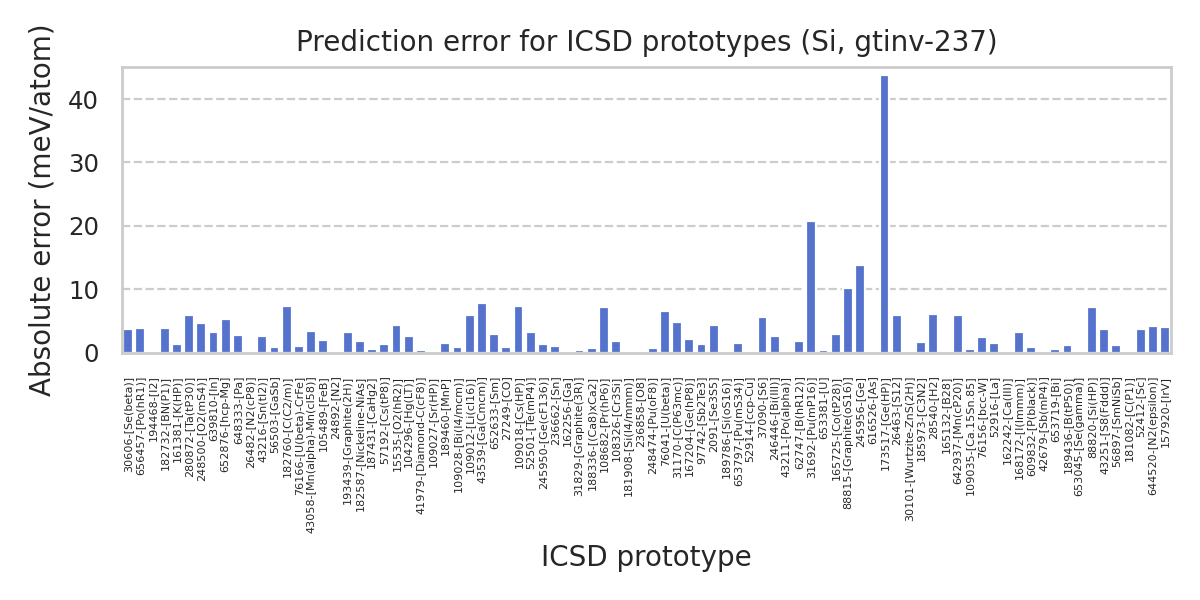 Prediction error for ICSD prototypes (Si, gtinv-237)
Absolute error (meV/atom)
40
30
20
10
0
30606-[Se(beta)]
656457-[Po(hR1)]
194468-[I2]
182732-[BN(P1)]
161381-[K(HP)]
280872-[Ta(tP30)]
248500-[O2(mS4)]
639810-[In]
652876-[hcp-Mg]
648333-[Pa]
26482-[N2(cP8)]
43216-[Sn(tI2)]
56503-[GaSb]
182760-[C(C2/m)]
76166-[U(beta)-CrFe]
43058-[Mn(alpha)-Mn(cI58)]
105489-[FeB]
24892-[N2]
193439-[Graphite(2H)]
182587-[Nickeline-NiAs]
187431-[CaHg2]
57192-[Cs(tP8)]
15535-[O2(hR2)]
104296-[Hg(LT)]
41979-[Diamond-C(cF8)]
109027-[Sr(HP)]
189460-[MnP]
109028-[Bi(I4/mcm)]
109012-[Li(cI16)]
43539-[Ga(Cmcm)]
652633-[Sm]
27249-[CO]
109018-[Cs(HP)]
52501-[Te(mP4)]
245950-[Ge(cF136)]
236662-[Sn]
162256-[Ga]
31829-[Graphite(3R)]
188336-[(Ca8)xCa2]
108682-[Pr(hP6)]
108326-[Cr3Si]
181908-[Si(I4/mmm)]
236858-[O8]
248474-[Pu(oF8)]
76041-[U(beta)]
31170-[C(P63mc)]
167204-[Ge(hP8)]
97742-[Sb2Te3]
2091-[Se3S5]
189786-[Si(oS16)]
653797-[Pu(mS34)]
52914-[ccp-Cu]
37090-[S6]
246446-[Bi(III)]
43211-[Po(alpha)]
62747-[B(hR12)]
31692-[Pu(mP16)]
653381-[U]
165725-[Co(tP28)]
88815-[Graphite(oS16)]
245956-[Ge]
616526-[As]
173517-[Ge(HP)]
26463-[S12]
30101-[Wurtzite-ZnS(2H)]
185973-[C3N2]
28540-[H2]
165132-[B28]
642937-[Mn(cP20)]
109035-[Ca.15Sn.85]
76156-[bcc-W]
52916-[La]
162242-[Ca(III)]
168172-[I(Immm)]
609832-[P(black)]
42679-[Sb(mP4)]
653719-[Bi]
189436-[B(tP50)]
653045-[Se(gamma)]
88820-[Si(HP)]
43251-[S8(Fddd)]
56897-[SmNiSb]
181082-[C(P1)]
52412-[Sc]
644520-[N2(epsilon)]
157920-[IrV]
ICSD prototype